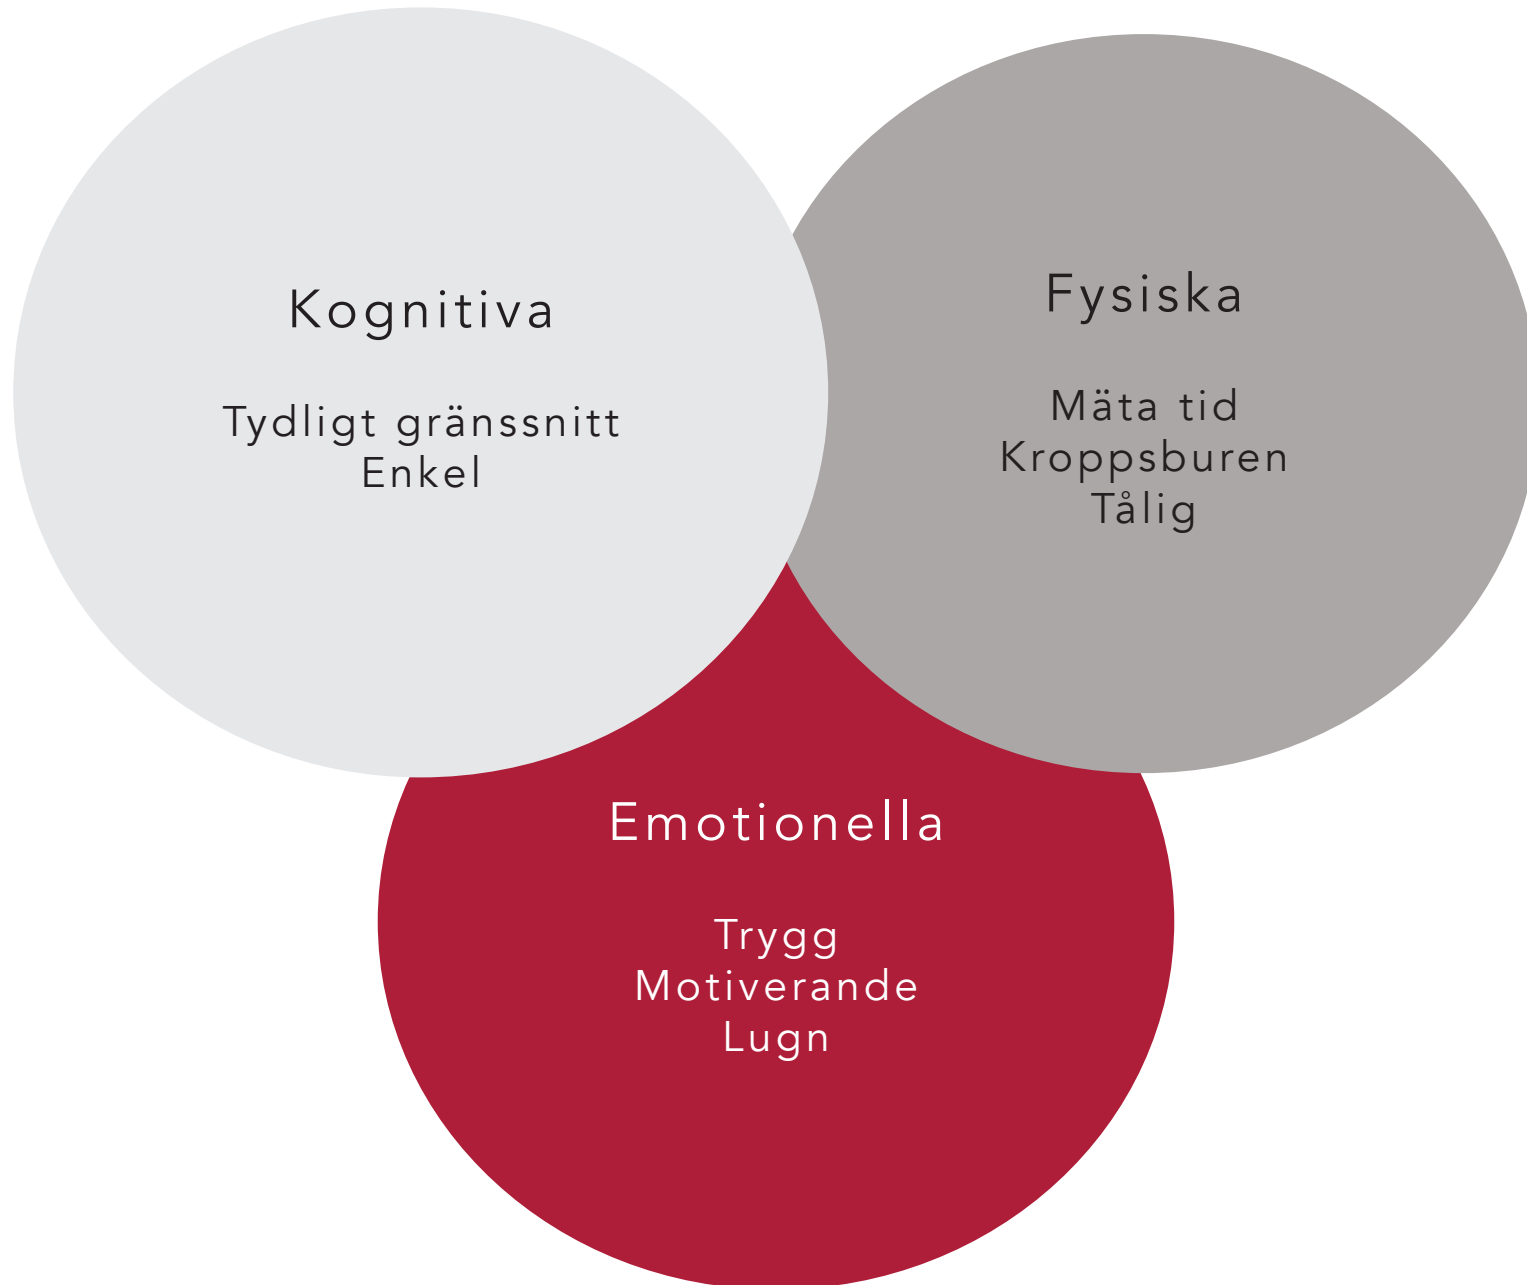 Kognitiva
Tydligt gränssnitt
Enkel
Fysiska
Mäta tid
Kroppsburen
Tålig
Emotionella
Trygg
Motiverande
Lugn